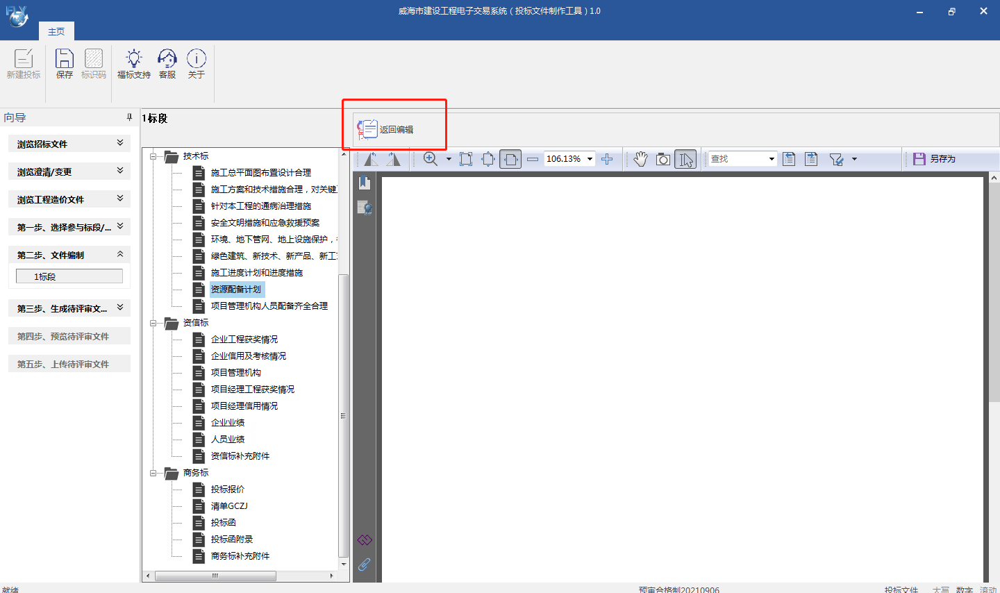 FLY
威海市建设工程电子交易系统（投标文件制作工具）1.0
主页
新建投标
保存
标识码
福标支持
客服
关于
向导
浏览招标文件
浏览澄清/变更
浏览工程造价文件
第一步、选择参与标段/...
第二步、文件编制
1标段
第三步、生成待评审文...
第四步、预览待评审文件
第五步、上传待评审文件
1标段
技术标
施工总平面图布置设计合理
施工方案和技术措施合理，对关键
针对本工程的通病治理措施
安全文明措施和应急救援预案
环境、地下管网、地上设施保护，
绿色建筑、新技术、新产品、新工
施工进度计划和进度措施
资源配备计划
项目管理机构人员配备齐全合理
资信标
企业工程获奖情况
企业信用及考核情况
项目管理机构
项目经理工程获奖情况
项目经理信用情况
企业业绩
人员业绩
资信标补充附件
商务标
投标报价
清单GCZJ
投标函
投标函附录
商务标补充附件
返回编辑
106.13%
查找
另存为
就绪
预审合格制20210906
投标文件
大写
数字
滚动